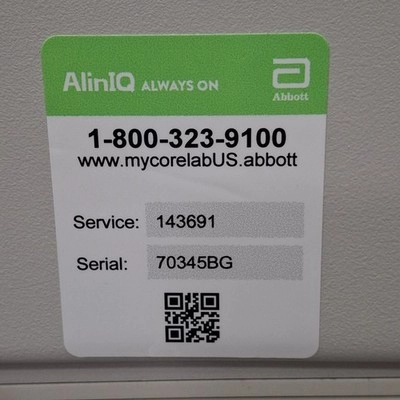 AlinIQ ALWAYS ON
Abbott
1-800-323-9100
www.mycorelabUS.abbott
Service: 143691
Serial: 70345BG